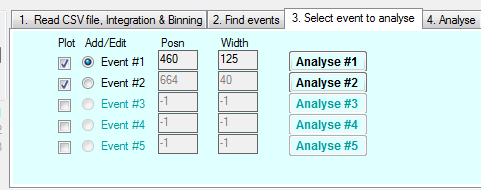 1. Read CSV file, Integration & Binning 2. Find events 3. Select event to analyse 4. Analyse
Plot Add/Edit Posn Width
Event #1 460 125 Analyse #1
Event #2 664 40 Analyse #2
Event #3 -1 -1 Analyse #3
Event #4 -1 -1 Analyse #4
Event #5 -1 -1 Analyse #5